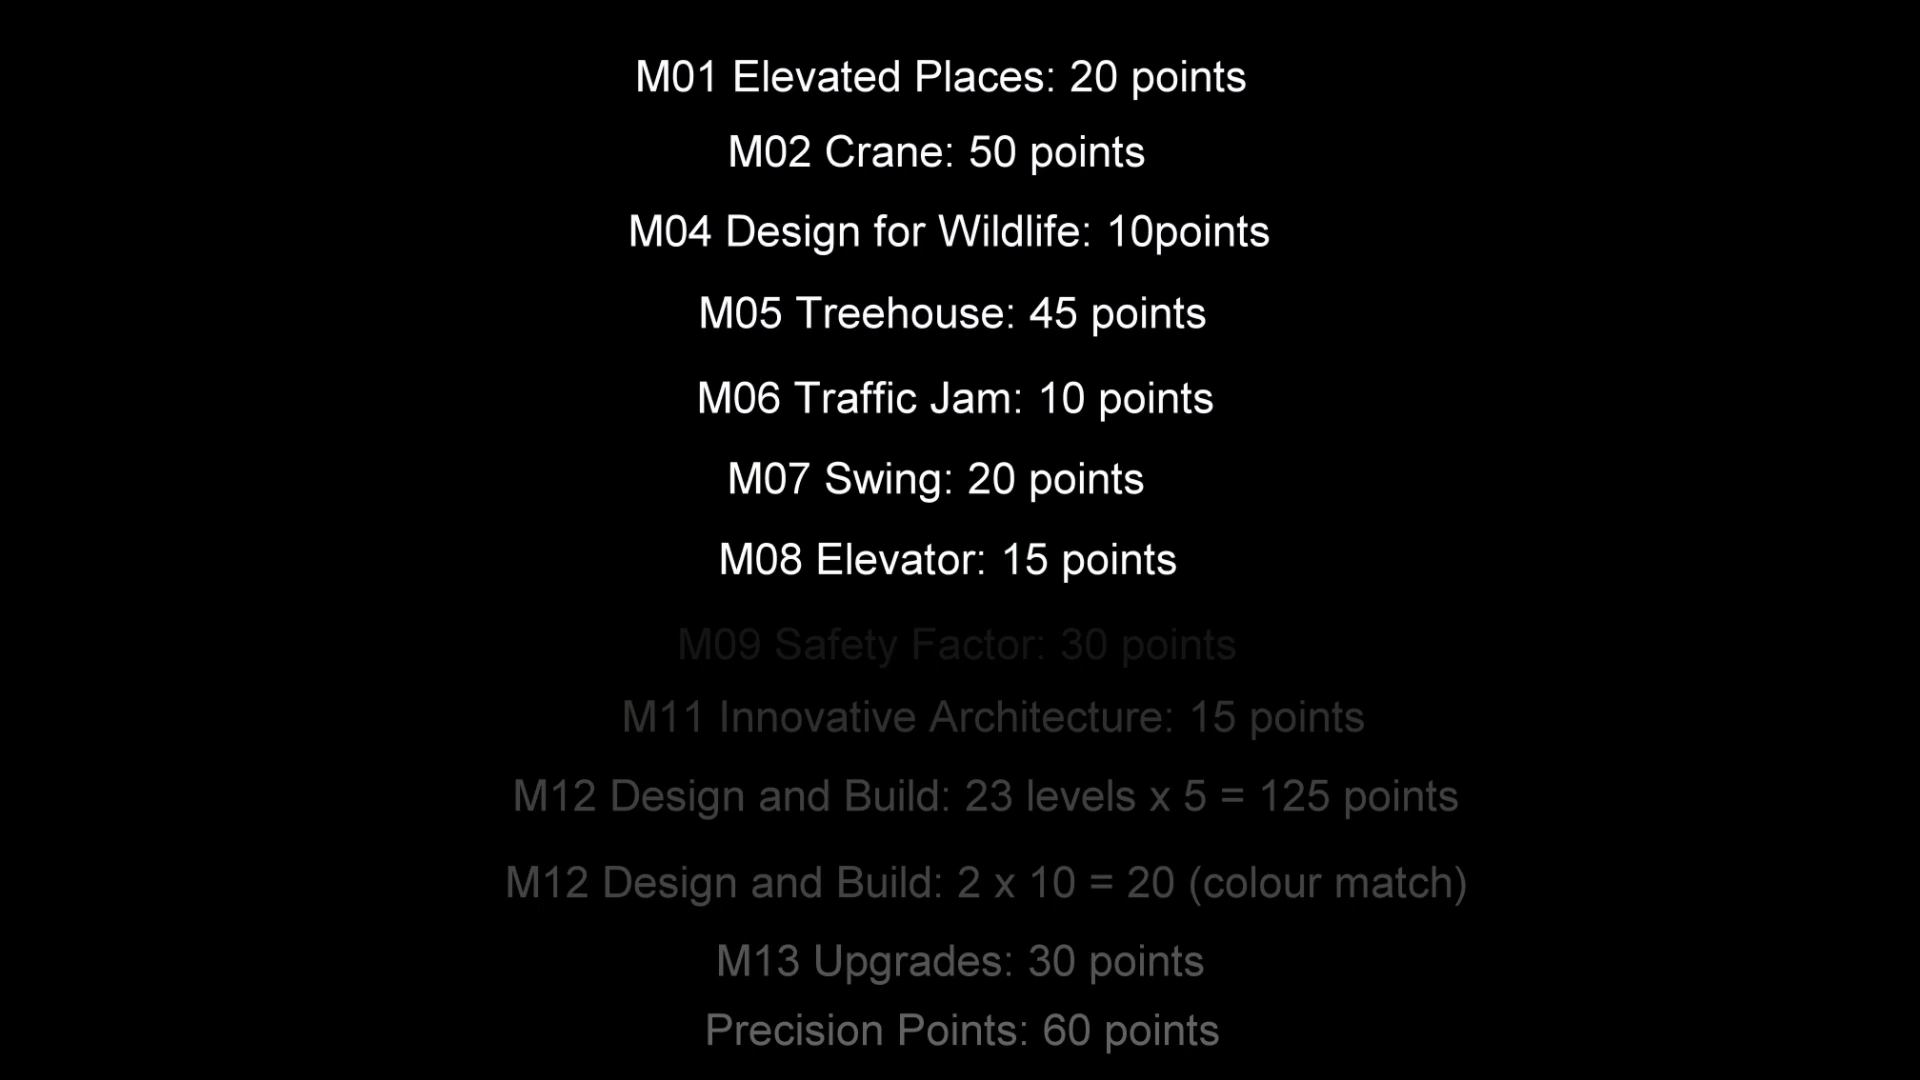 M01 Elevated Places: 20 points
M02 Crane: 50 points
M04 Design for Wildlife: 10points
M05 Treehouse: 45 points
M06 Traffic Jam: 10 points
M07 Swing: 20 points
M08 Elevator: 15 points
M09 Safety Factor: 30 points
M11 Innovative Architecture: 15 points
M12 Design and Build: 23 levels x 5 = 125 points
M12 Design and Build: 2 x 10 = 20 (colour match)
M13 Upgrades: 30 points
Precision Points: 60 points